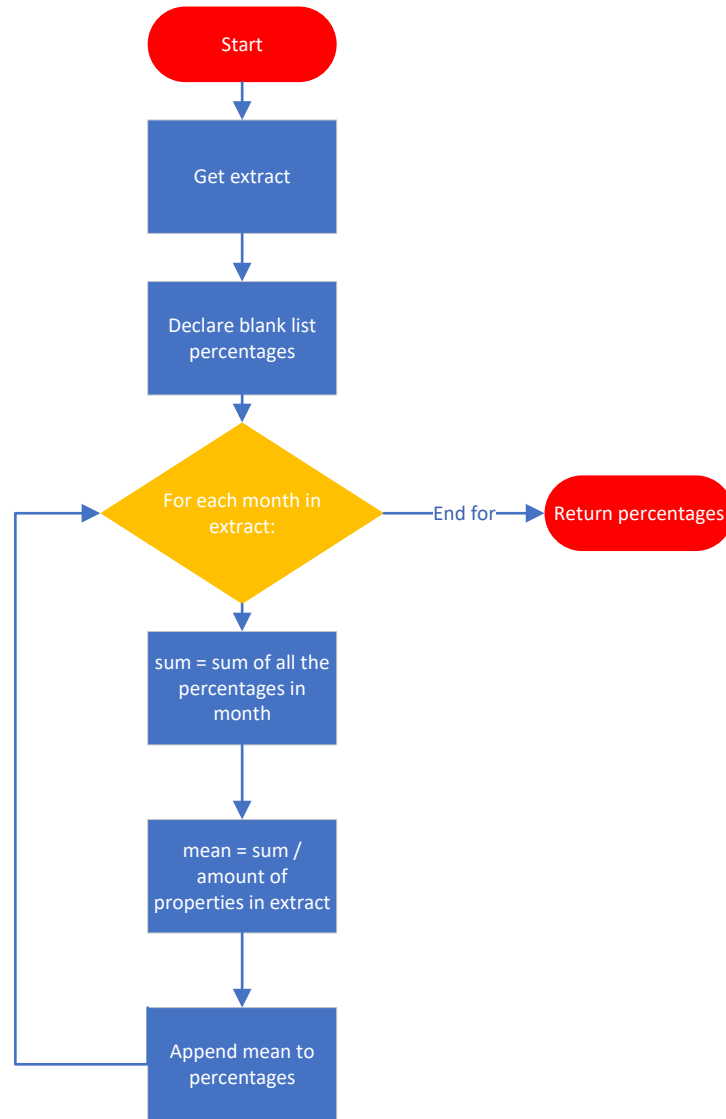 Start
Get extract
Declare blank list
percentages
For each month in
extract:
End for
Return percentages
sum = sum of all the
percentages in
month
mean = sum /
amount of
properties in extract
Append mean to
percentages